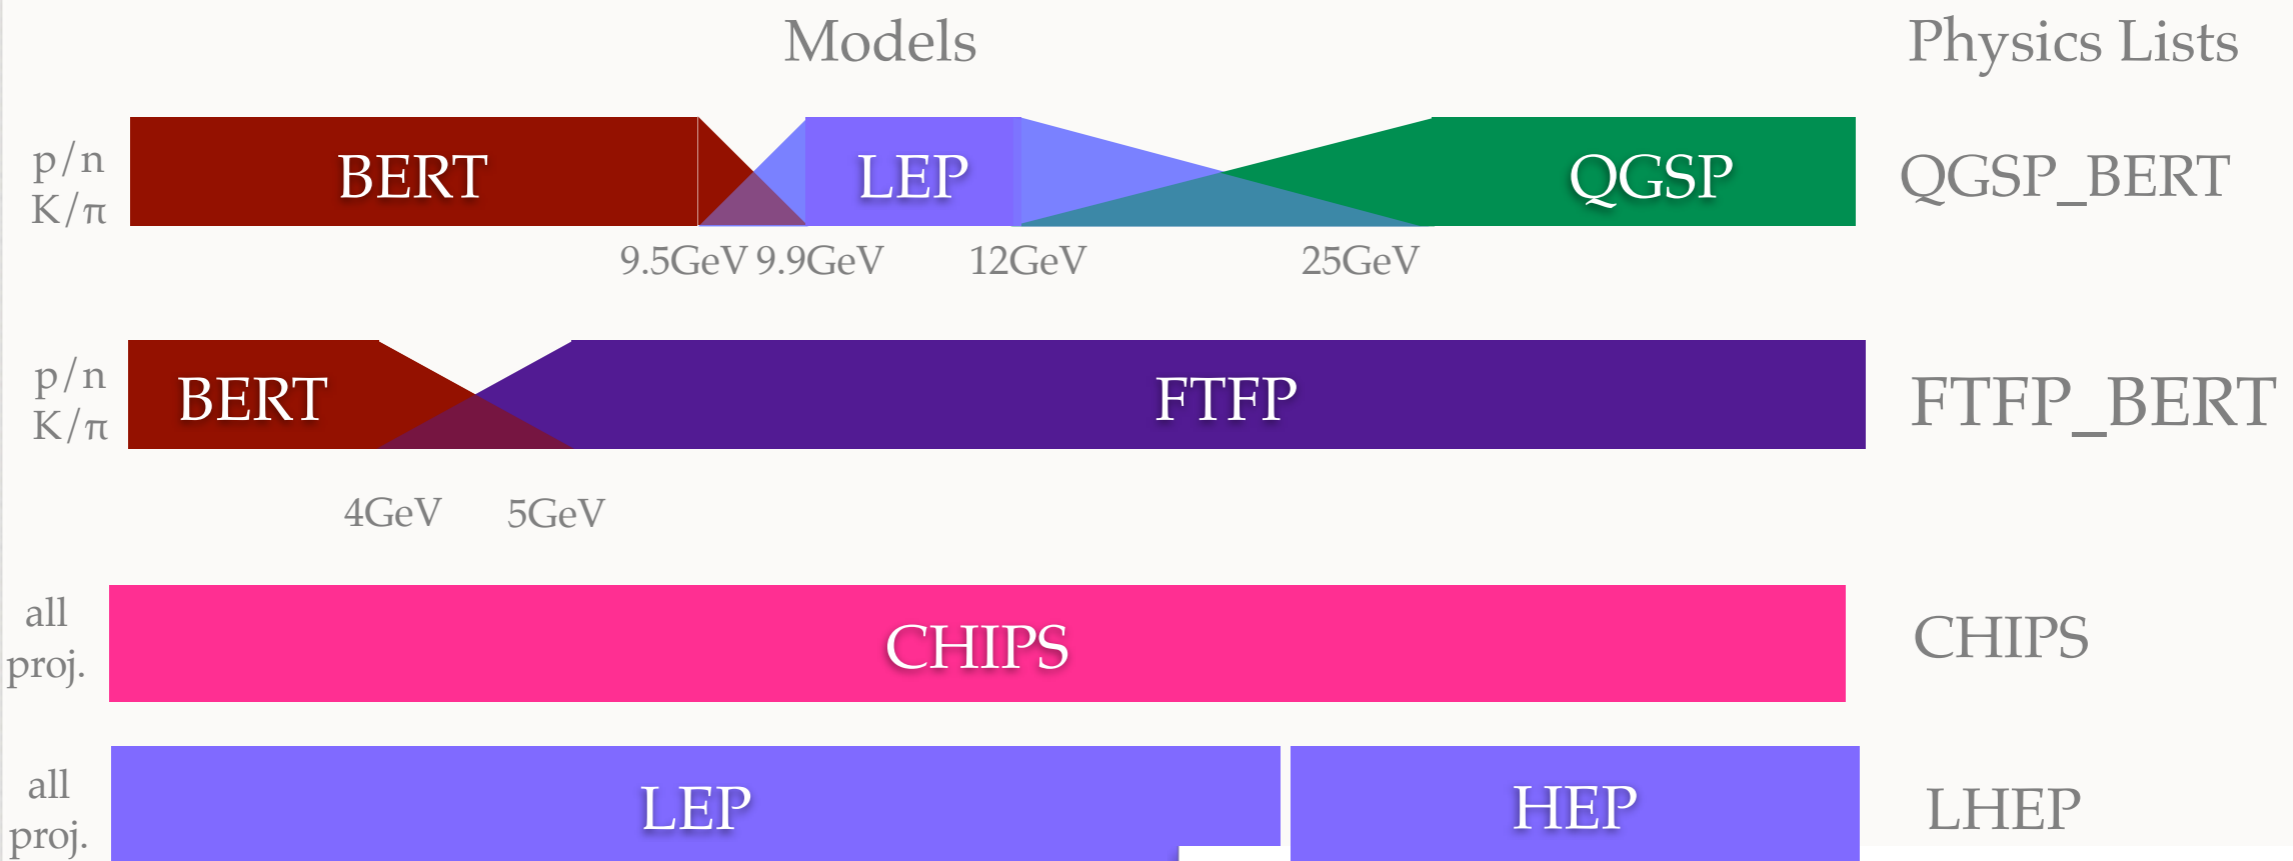 Models
Physics Lists
p/n
K/π
BERT
LEP
QGSP
QGSP_BERT
9.5GeV 9.9GeV 12GeV 25GeV
p/n
K/π
BERT
FTFP
FTFP_BERT
4GeV 5GeV
all
proj.
CHIPS
CHIPS
all
proj.
LEP
HEP
LHEP